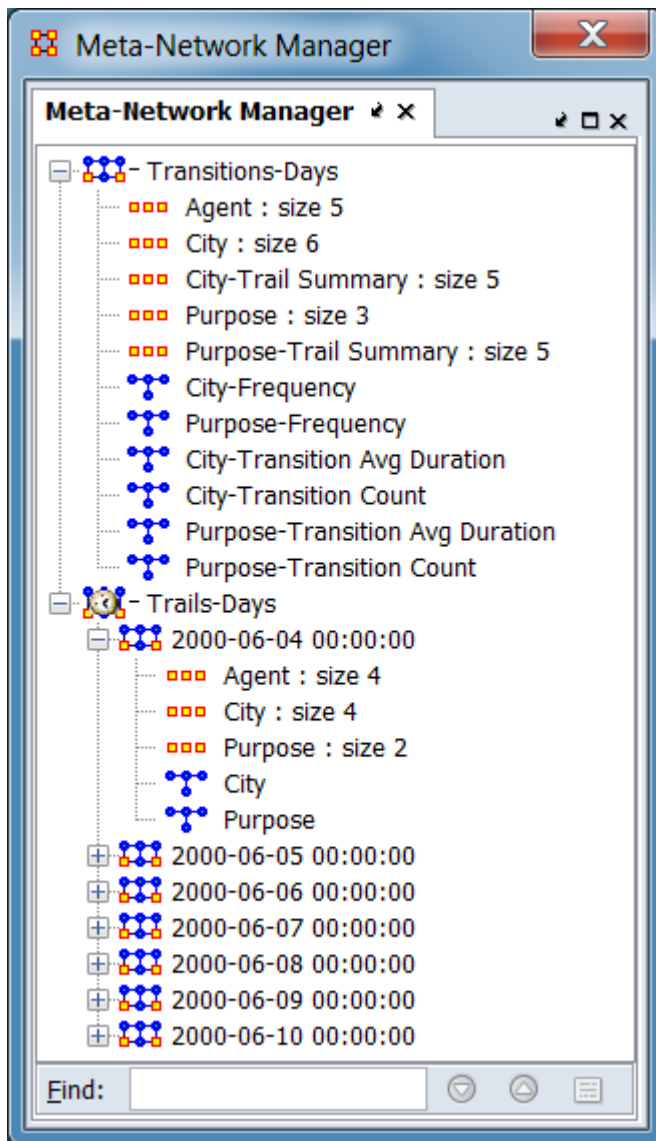 Meta-Network Manager
Meta-Network Manager
Transitions-Days
Agent : size 5
City : size 6
City-Trail Summary : size 5
Purpose : size 3
Purpose-Trail Summary : size 5
City-Frequency
Purpose-Frequency
City-Transition Avg Duration
City-Transition Count
Purpose-Transition Avg Duration
Purpose-Transition Count
Trails-Days
2000-06-04 00:00:00
Agent : size 4
City : size 4
Purpose : size 2
City
Purpose
2000-06-05 00:00:00
2000-06-06 00:00:00
2000-06-07 00:00:00
2000-06-08 00:00:00
2000-06-09 00:00:00
2000-06-10 00:00:00
Find: